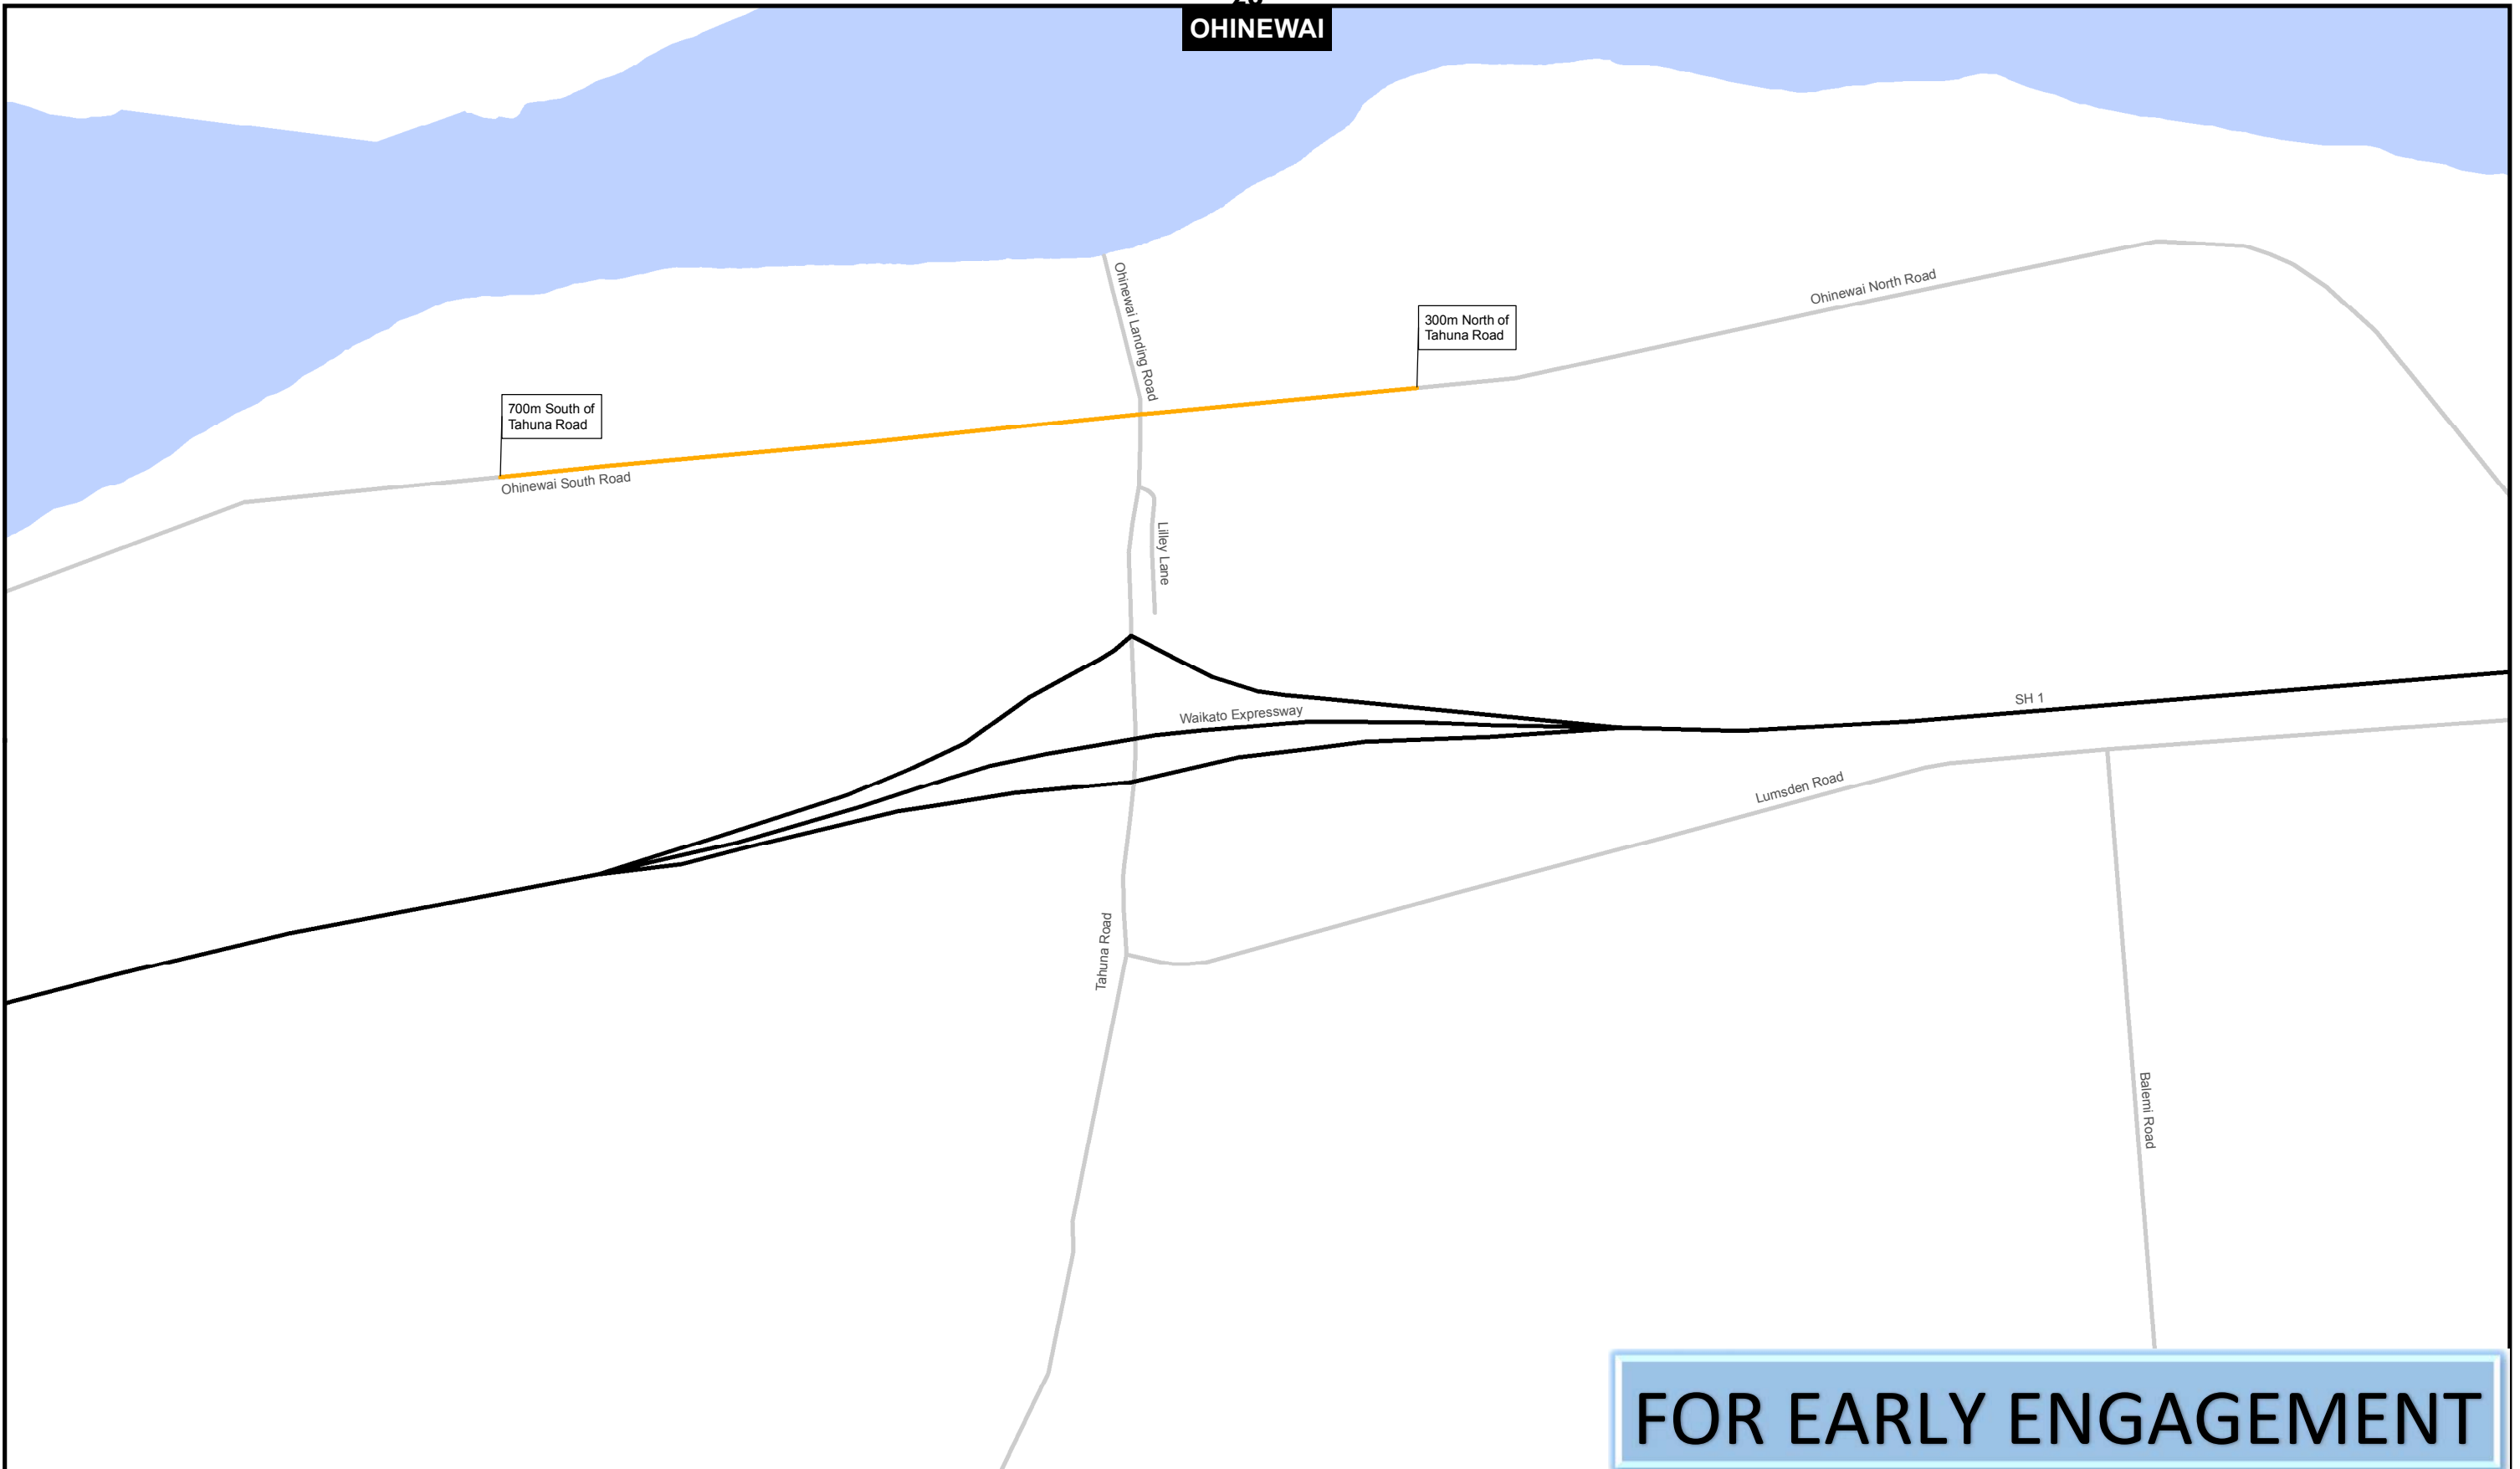 OHINEWAI
Ohinewai Landing Road
Ohinewai North Road
300m North of
Tahuna Road
700m South of
Tahuna Road
Ohinewai South Road
Lilley Lane
SH 1
Waikato Expressway
Lumsden Road
Tahuna Road
Balemi Road
FOR EARLY ENGAGEMENT